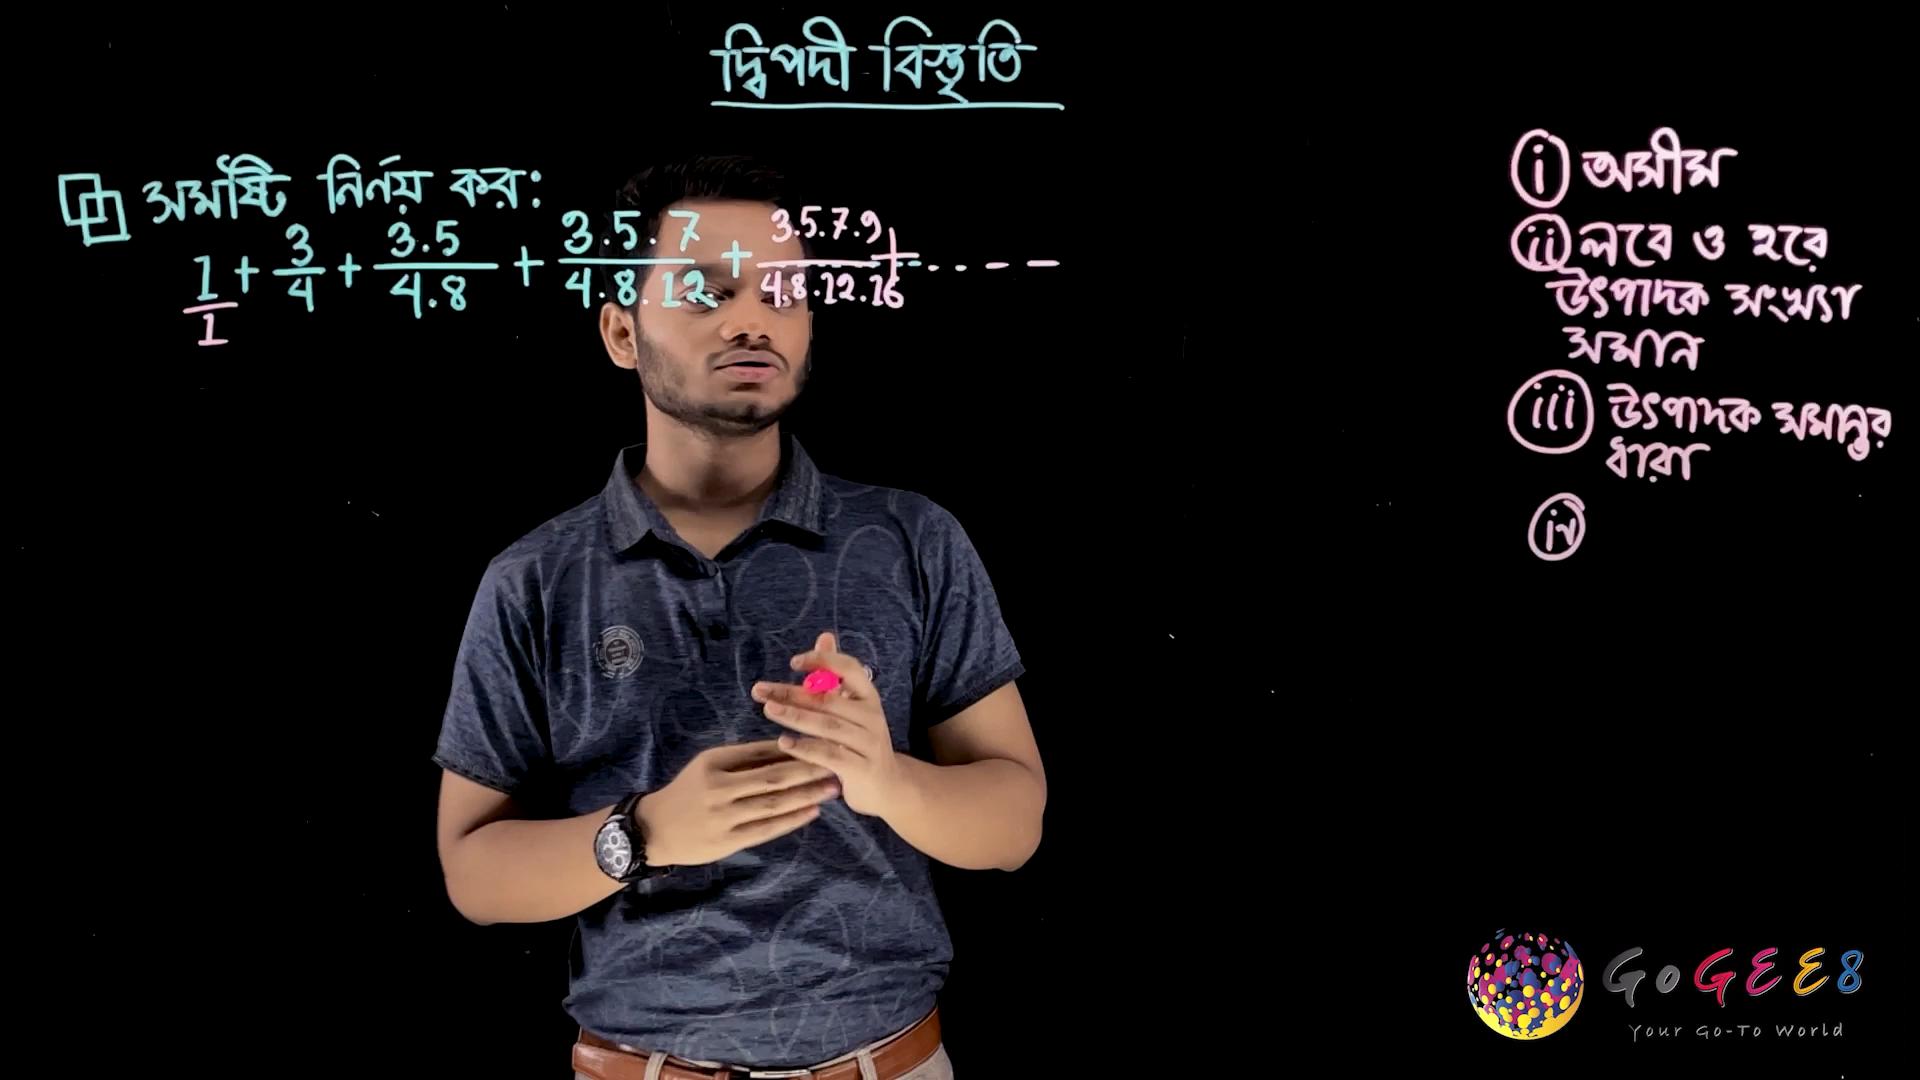 দ্বিপদী বিস্তৃতি
সমষ্টি নির্নয় কর:
1/1 + 3/4 + 3.5/4.8 + 3.5.7/4.8.12 + 3.5.7.9/4.8.12.16 + ......
i অসীম
ii লবে ও হরে
উৎপাদক সংখ্যা
সমান
iii উৎপাদক সমান্তর
ধারা
iv
GoGEE8
Your Go-To World